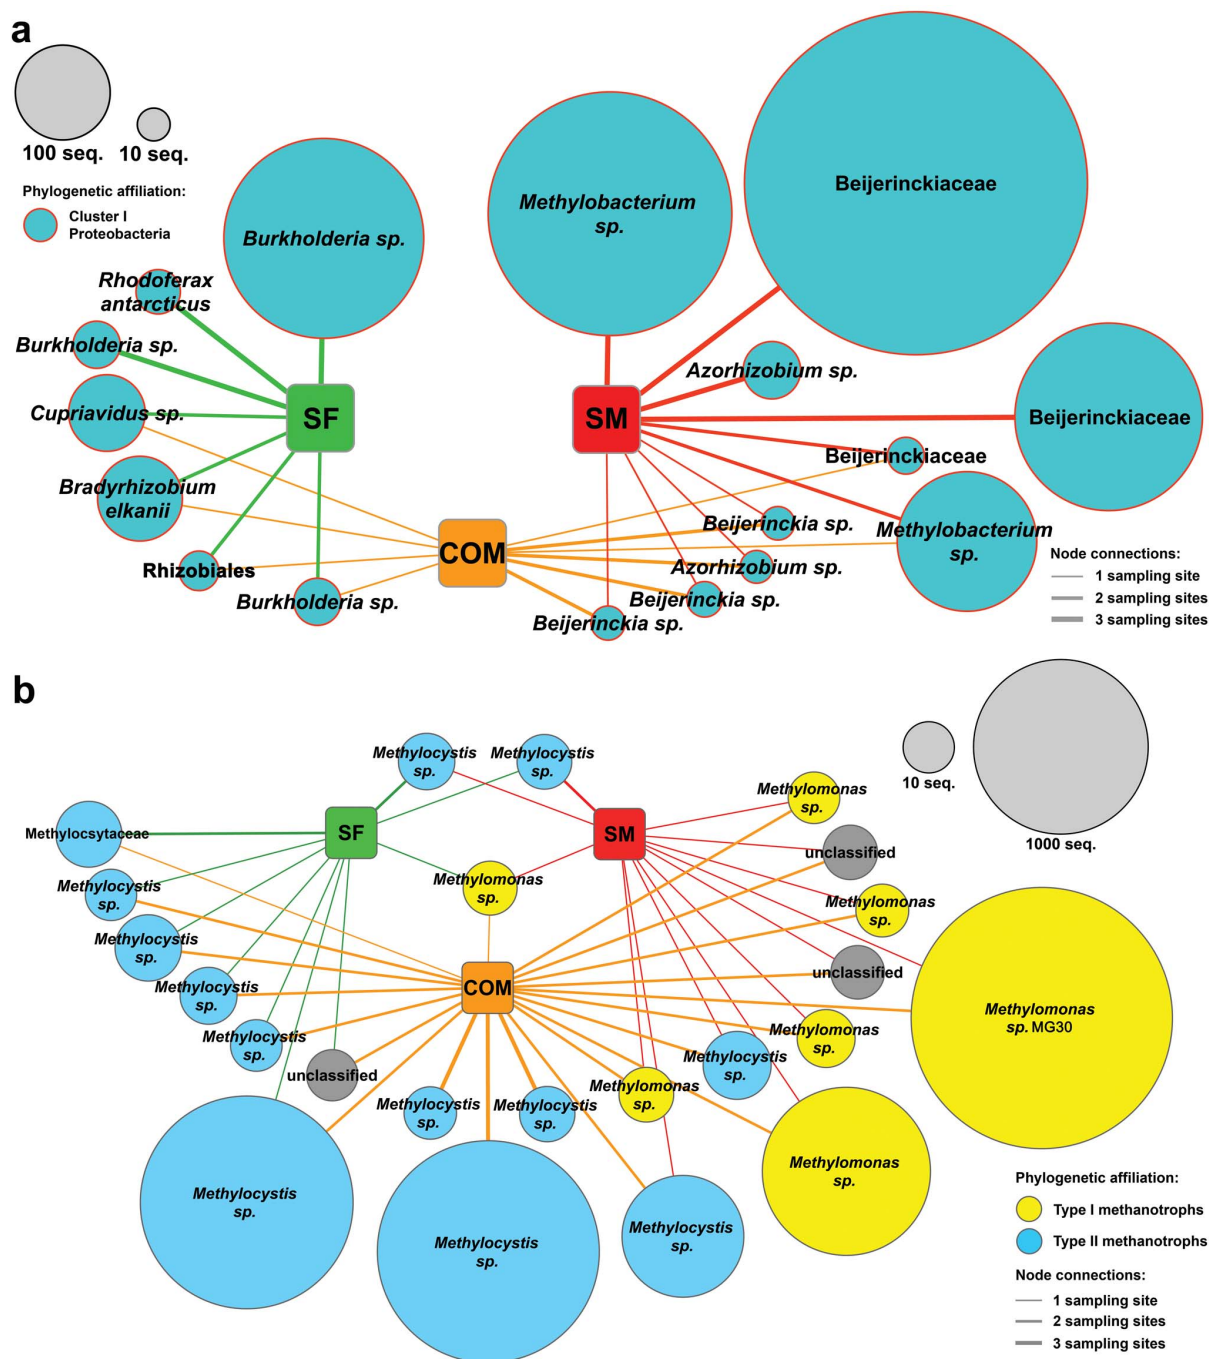 a
100 seq.
10 seq.
Phylogenetic affiliation:
Cluster I
Proteobacteria
Burkholderia sp.
Methylobacterium
sp.
Beijerinckiaceae
Rhodoferax
antarcticus
Burkholderia sp.
Cupriavidus sp.
Bradyrhizobium
elkanii
Rhizobiales
Burkholderia sp.
SF
SM
COM
Azorhizobium sp.
Beijerinckiaceae
Beijerinckiaceae
Beijerinckia sp.
Methylobacterium
sp.
Azorhizobium sp.
Beijerinckia sp.
Beijerinckia sp.
Node connections:
1 sampling site
2 sampling sites
3 sampling sites
b
10 seq.
1000 seq.
Methylocystis
sp.
Methylocystis
sp.
Methylomonas
sp.
Methylocsytaceae
SF
SM
unclassified
Methylocystis
sp.
Methylomonas
sp.
Methylomonas
sp.
Methylocystis
sp.
unclassified
Methylocystis
sp.
COM
Methylomonas
sp. MG30
Methylocystis
sp.
Methylomonas
sp.
Methylocystis
sp.
unclassified
Methylomonas
sp.
Methylocystis
sp.
Methylocystis
sp.
Methylomonas
sp.
Methylocystis
sp.
Methylocystis
sp.
Methylocystis
sp.
Phylogenetic affiliation:
Type I methanotrophs
Type II methanotrophs
Node connections:
1 sampling site
2 sampling sites
3 sampling sites